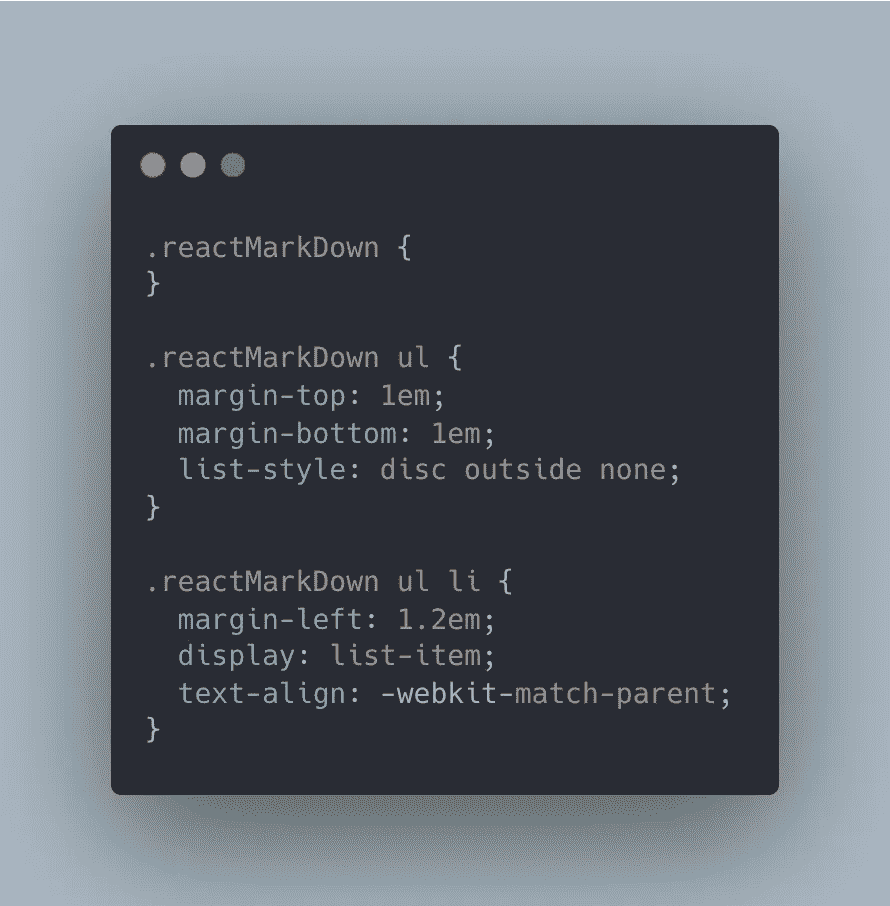 .reactMarkDown {
}

.reactMarkDown ul {
  margin-top: 1em;
  margin-bottom: 1em;
  list-style: disc outside none;
}

.reactMarkDown ul li {
  margin-left: 1.2em;
  display: list-item;
  text-align: -webkit-match-parent;
}